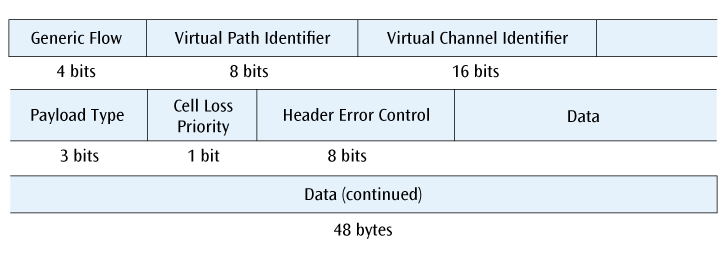 Generic Flow Virtual Path Identifier Virtual Channel Identifier
4 bits 8 bits 16 bits
Payload Type Cell Loss Priority Header Error Control Data
3 bits 1 bit 8 bits
Data (continued)
48 bytes